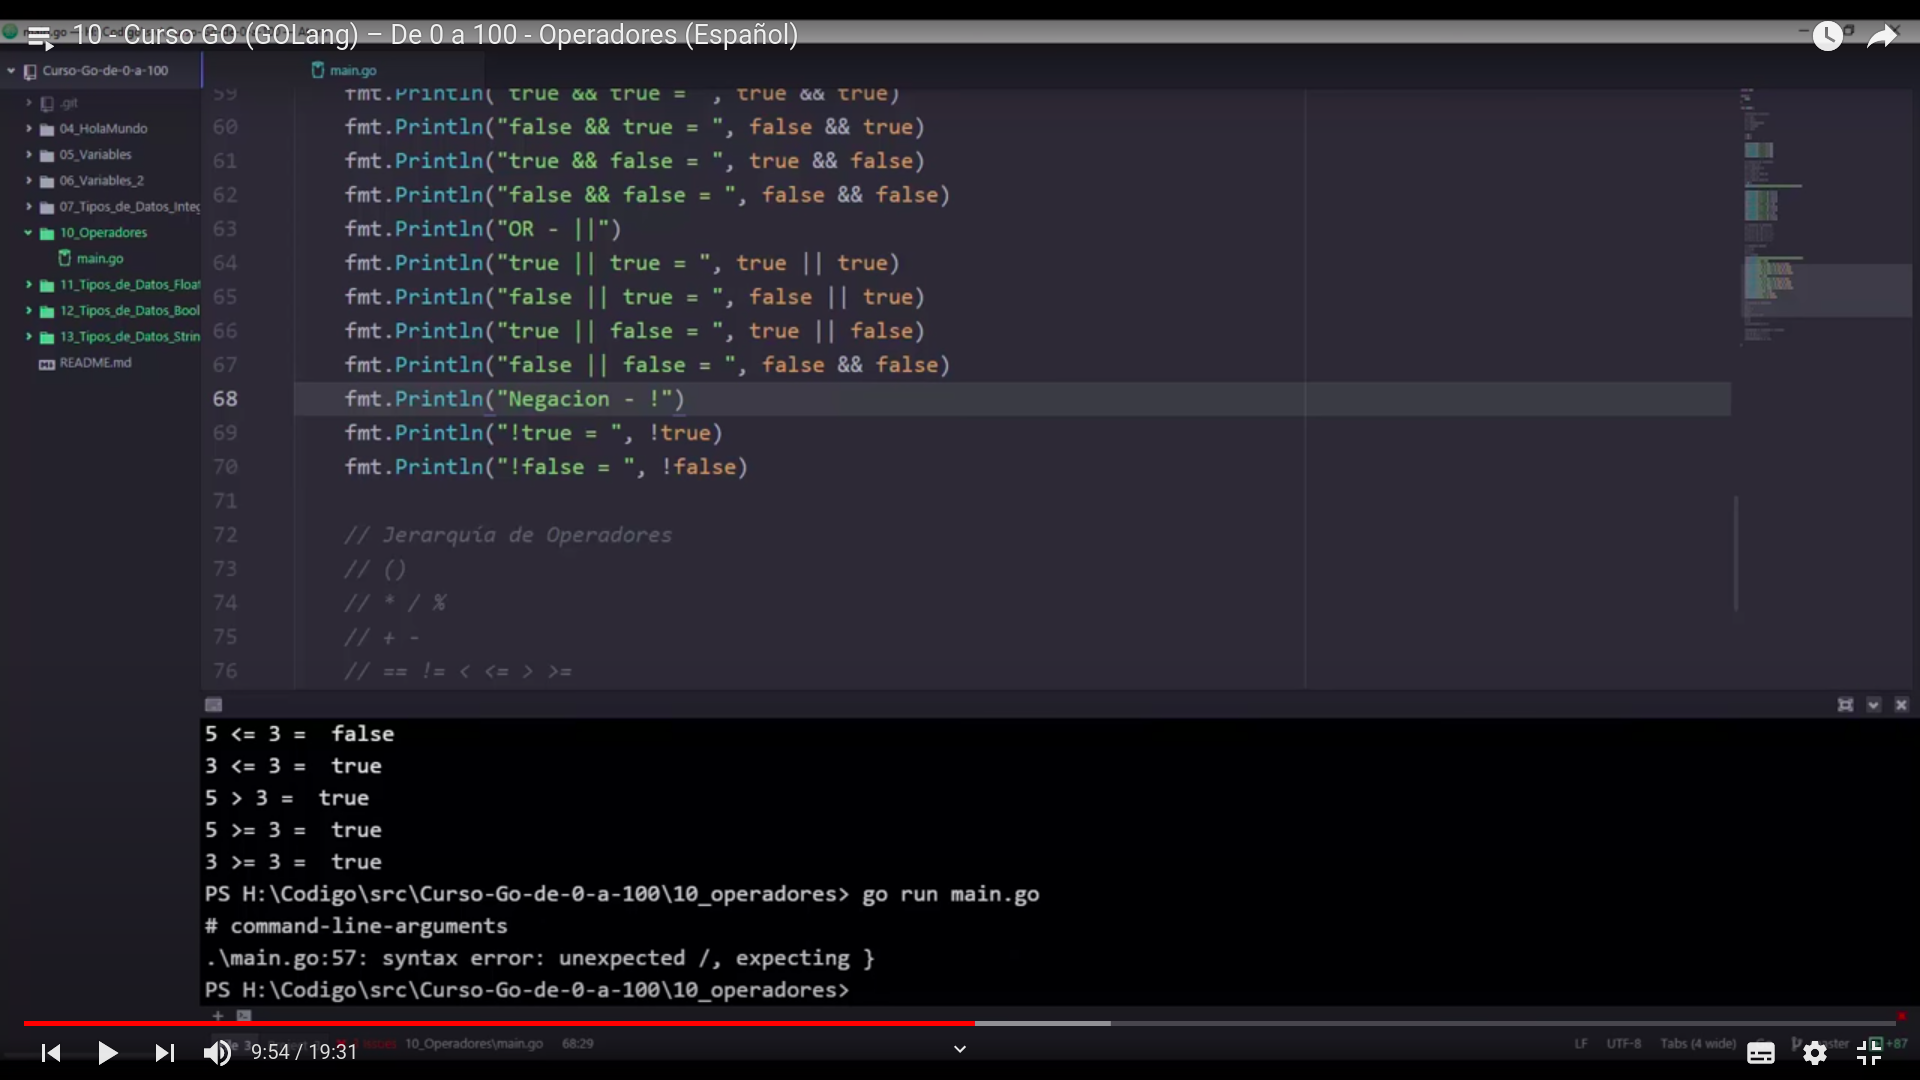 10 - Curso GO (GOLang) – De 0 a 100 - Operadores (Español)
Curso-Go-de-0-a-100
main.go
.git
04_HolaMundo
05_Variables
06_Variables_2
07_Tipos_de_Datos_Integ
10_Operadores
main.go
11_Tipos_de_Datos_Float
12_Tipos_de_Datos_Bool
13_Tipos_de_Datos_Strin
README.md
59 fmt.Println("true && true = ", true && true)
60 fmt.Println("false && true = ", false && true)
61 fmt.Println("true && false = ", true && false)
62 fmt.Println("false && false = ", false && false)
63 fmt.Println("OR - ||")
64 fmt.Println("true || true = ", true || true)
65 fmt.Println("false || true = ", false || true)
66 fmt.Println("true || false = ", true || false)
67 fmt.Println("false || false = ", false && false)
68 fmt.Println("Negacion - !")
69 fmt.Println("!true = ", !true)
70 fmt.Println("!false = ", !false)
71
72 // Jerarquía de Operadores
73 // ()
74 // * / %
75 // + -
76 // == != < <= > >=
5 <= 3 =  false
3 <= 3 =  true
5 > 3 =  true
5 >= 3 =  true
3 >= 3 =  true
PS H:\Codigo\src\Curso-Go-de-0-a-100\10_operadores> go run main.go
# command-line-arguments
.\main.go:57: syntax error: unexpected /, expecting }
PS H:\Codigo\src\Curso-Go-de-0-a-100\10_operadores>
9:54 / 19:31
10_Operadores\main.go 68:29
LF UTF-8 Tabs (4 wide) +87